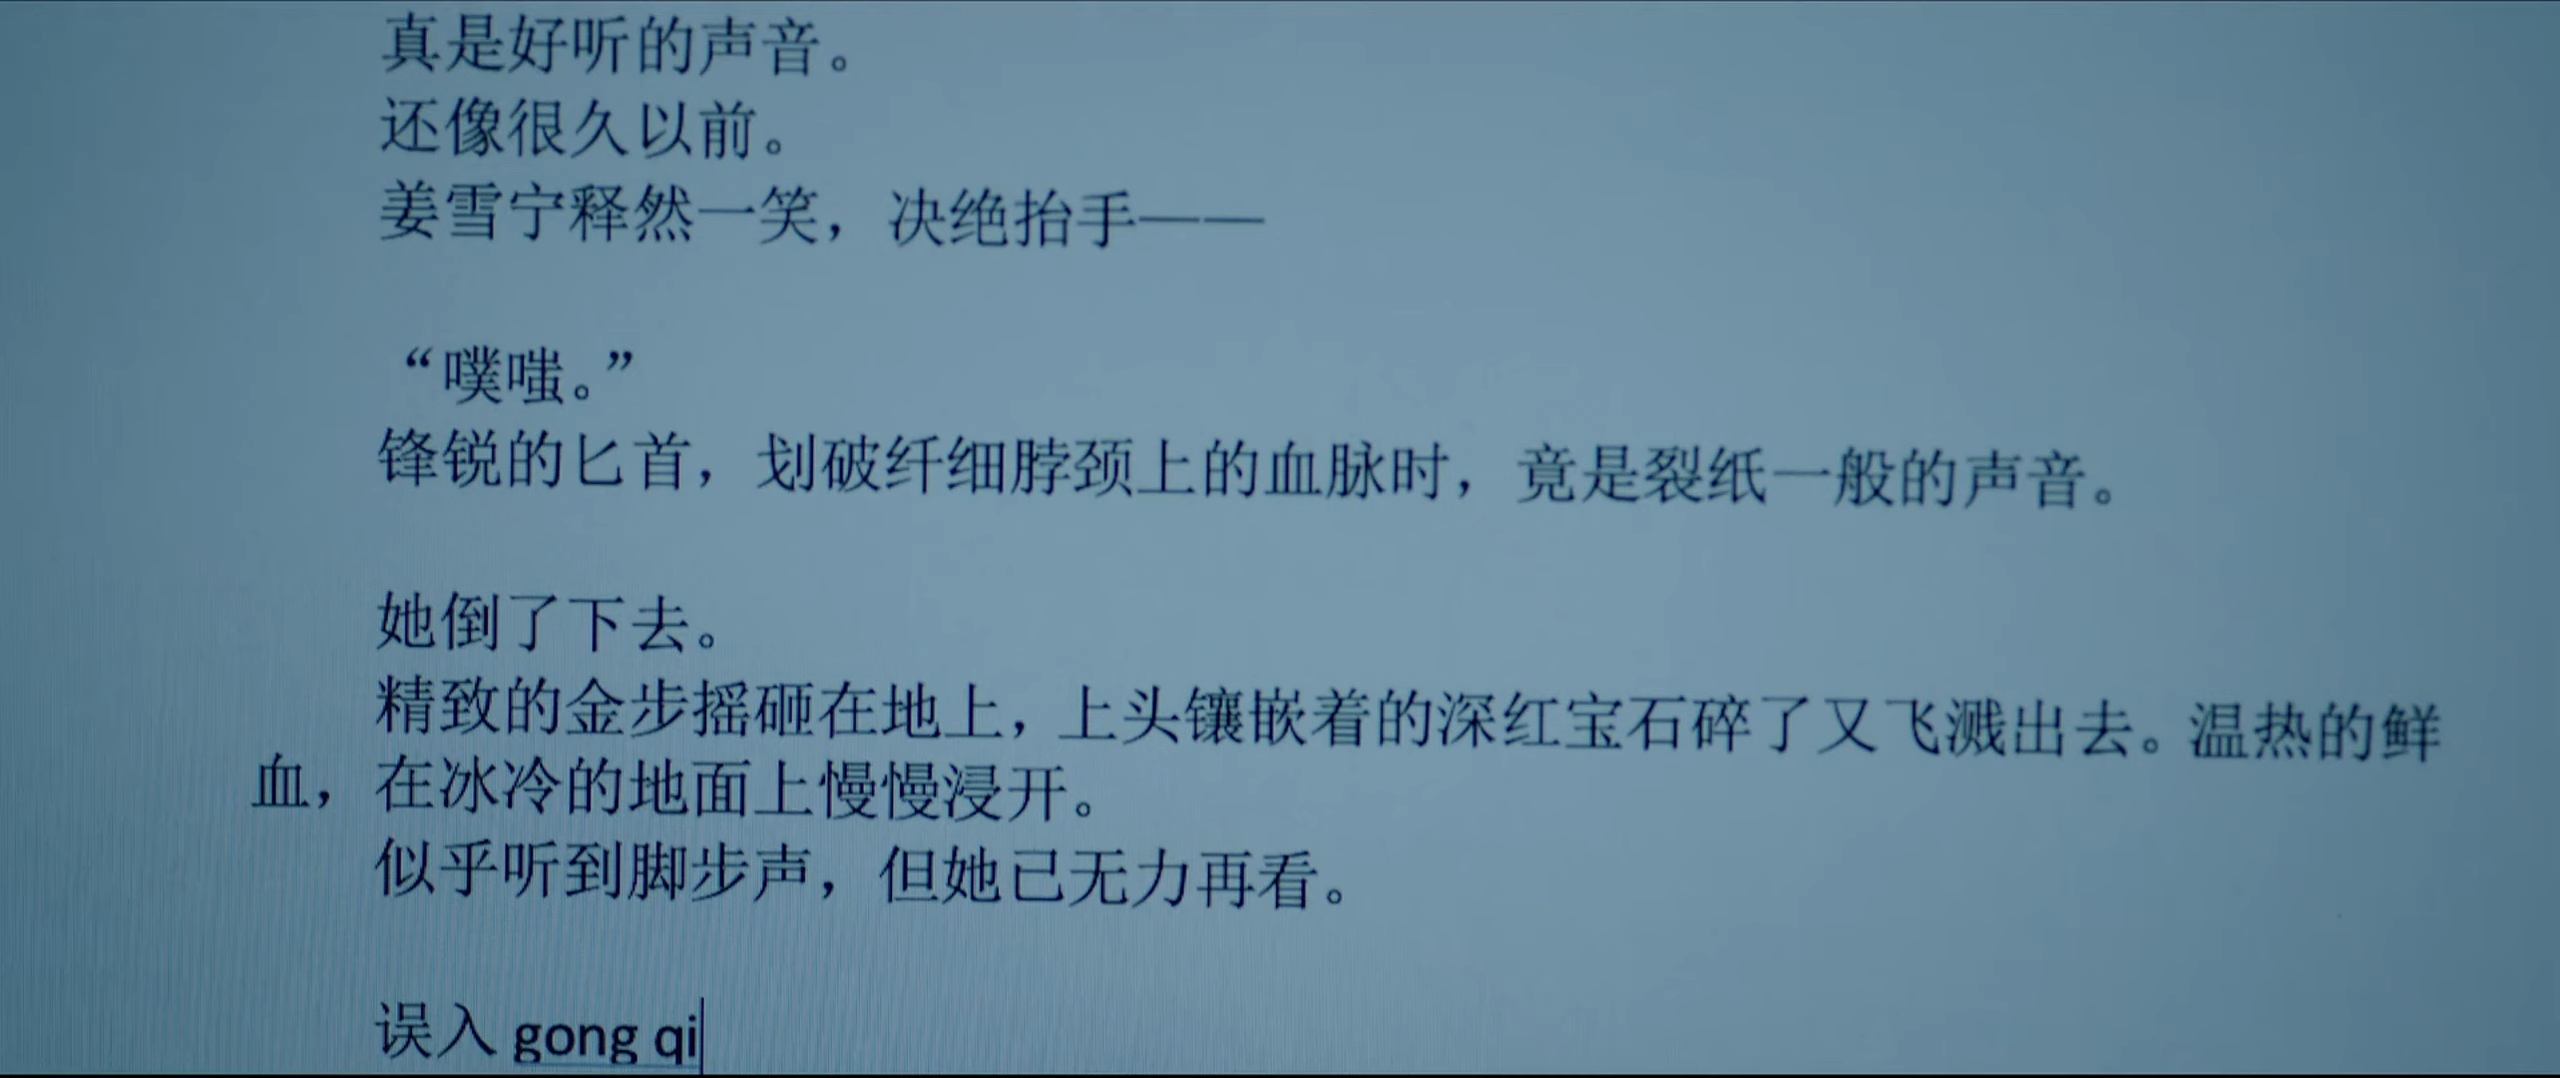 真是好听的声音。
还像很久以前。
姜雪宁释然一笑，决绝抬手——
“噗嗤。”
锋锐的匕首，划破纤细脖颈上的血脉时，竟是裂纸一般的声音。
她倒了下去。
精致的金步摇砸在地上，上头镶嵌着的深红宝石碎了又飞溅出去。温热的鲜
血，在冰冷的地面上慢慢浸开。
似乎听到脚步声，但她已无力再看。
误入 gong qi